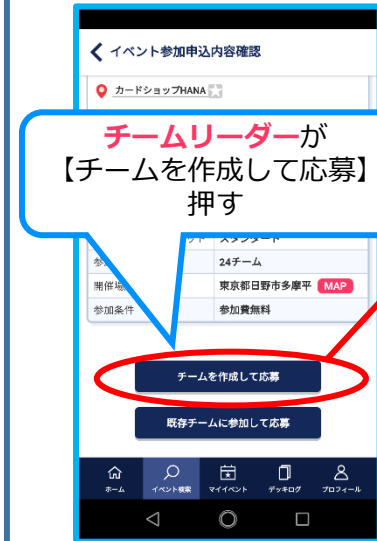 イベント参加申込内容確認
カードショップHANA
チームリーダーが
【チームを作成して応募】
押す
スタンダード
24チーム
開催場
東京都日野市多摩平 MAP
参加条件
参加費無料
チームを作成して応募
既存チームに参加して応募
ホーム
イベント検索
マイイベント
デッキログ
プロフィール